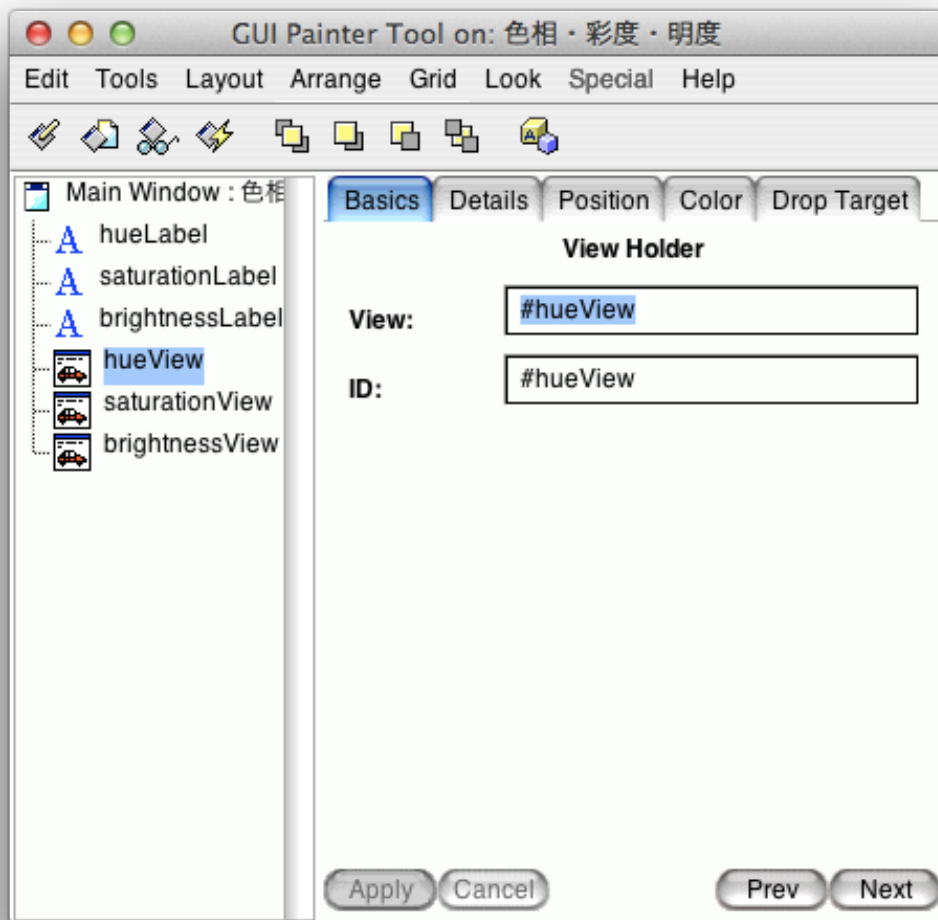 GUI Painter Tool on: 色相・彩度・明度
Edit Tools Layout Arrange Grid Look Special Help
Main Window : 色相
hueLabel
saturationLabel
brightnessLabel
hueView
saturationView
brightnessView
Basics Details Position Color Drop Target
View Holder
View: #hueView
ID: #hueView
Apply Cancel Prev Next